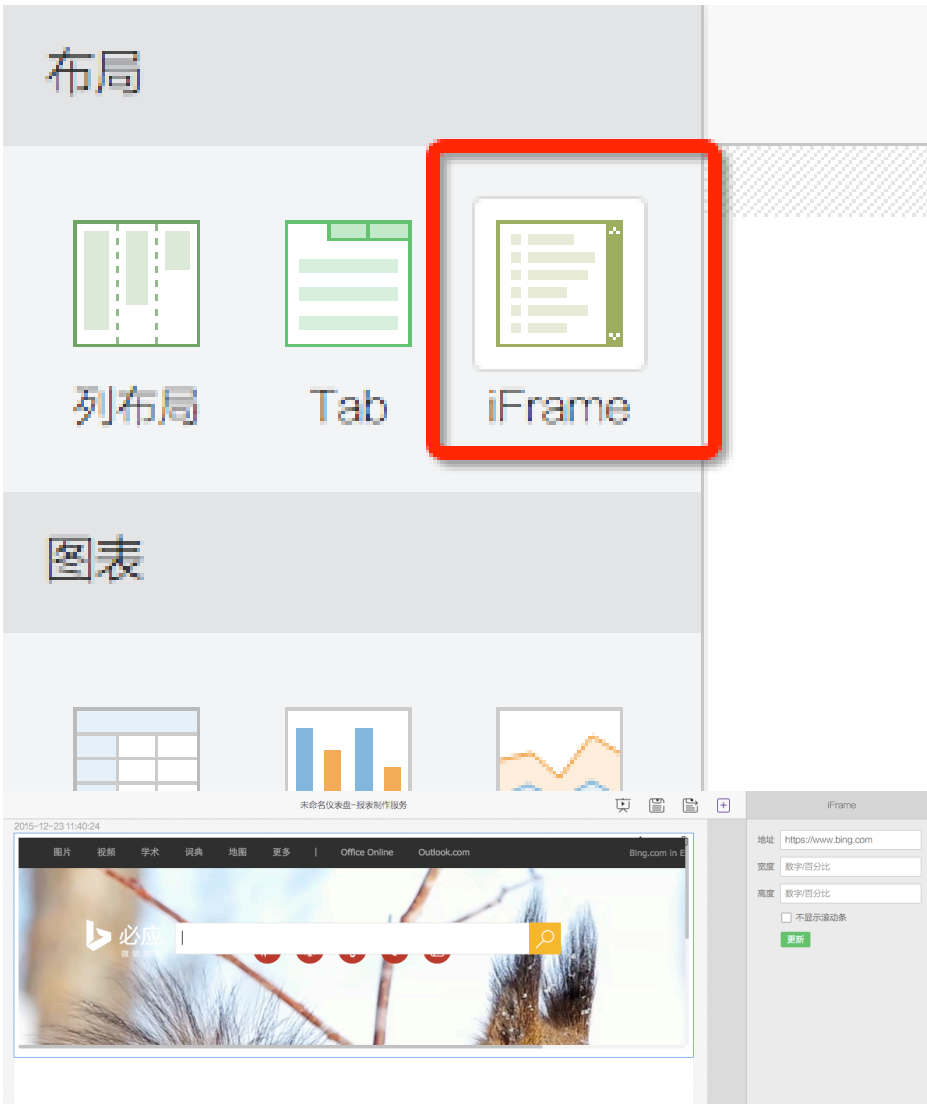 布局
列布局 Tab iFrame
图表
未命名仪表盘-报表制作服务 iFrame
2015-12-23 11:40:24
图片 视频 学术 词典 地图 更多 | Office Online Outlook.com Bing.com in E
必应
地址 https://www.bing.com
宽度 数字/百分比
高度 数字/百分比
不显示滚动条
更新